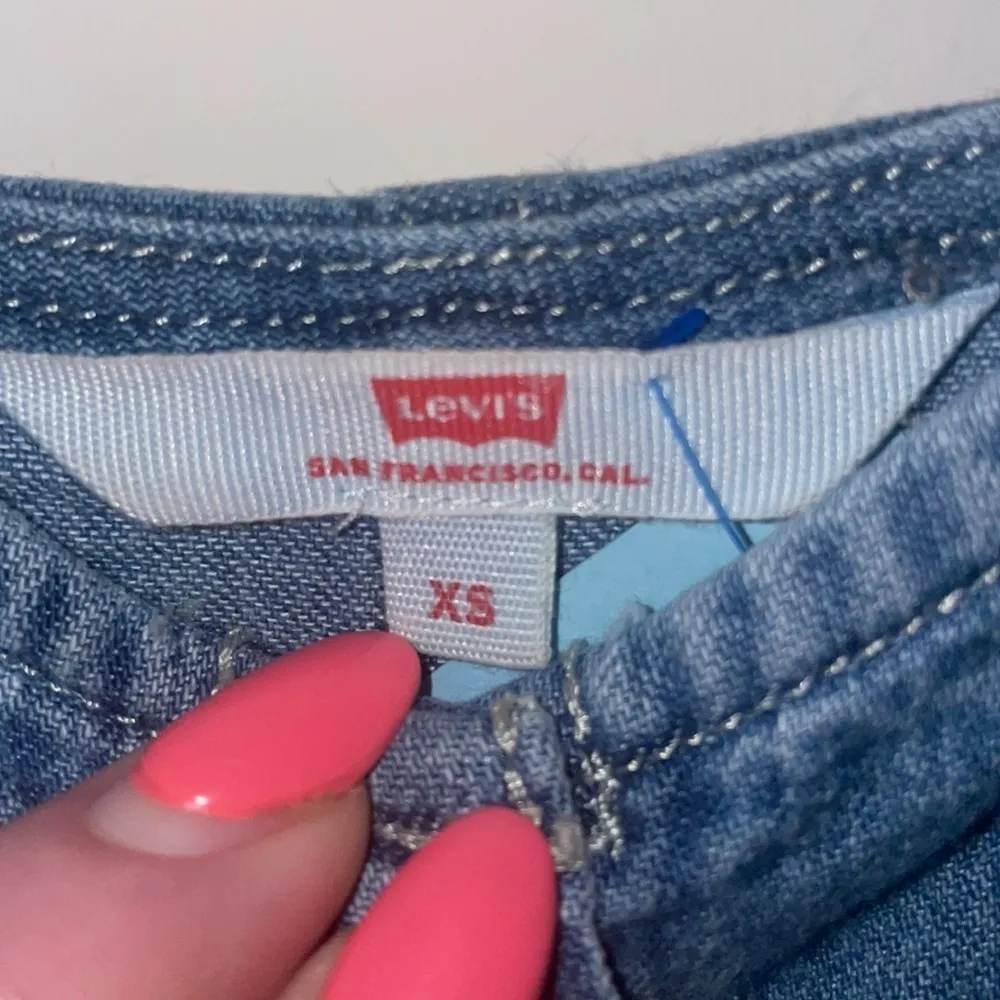 Levi's
SAN FRANCISCO, CAL.
XS